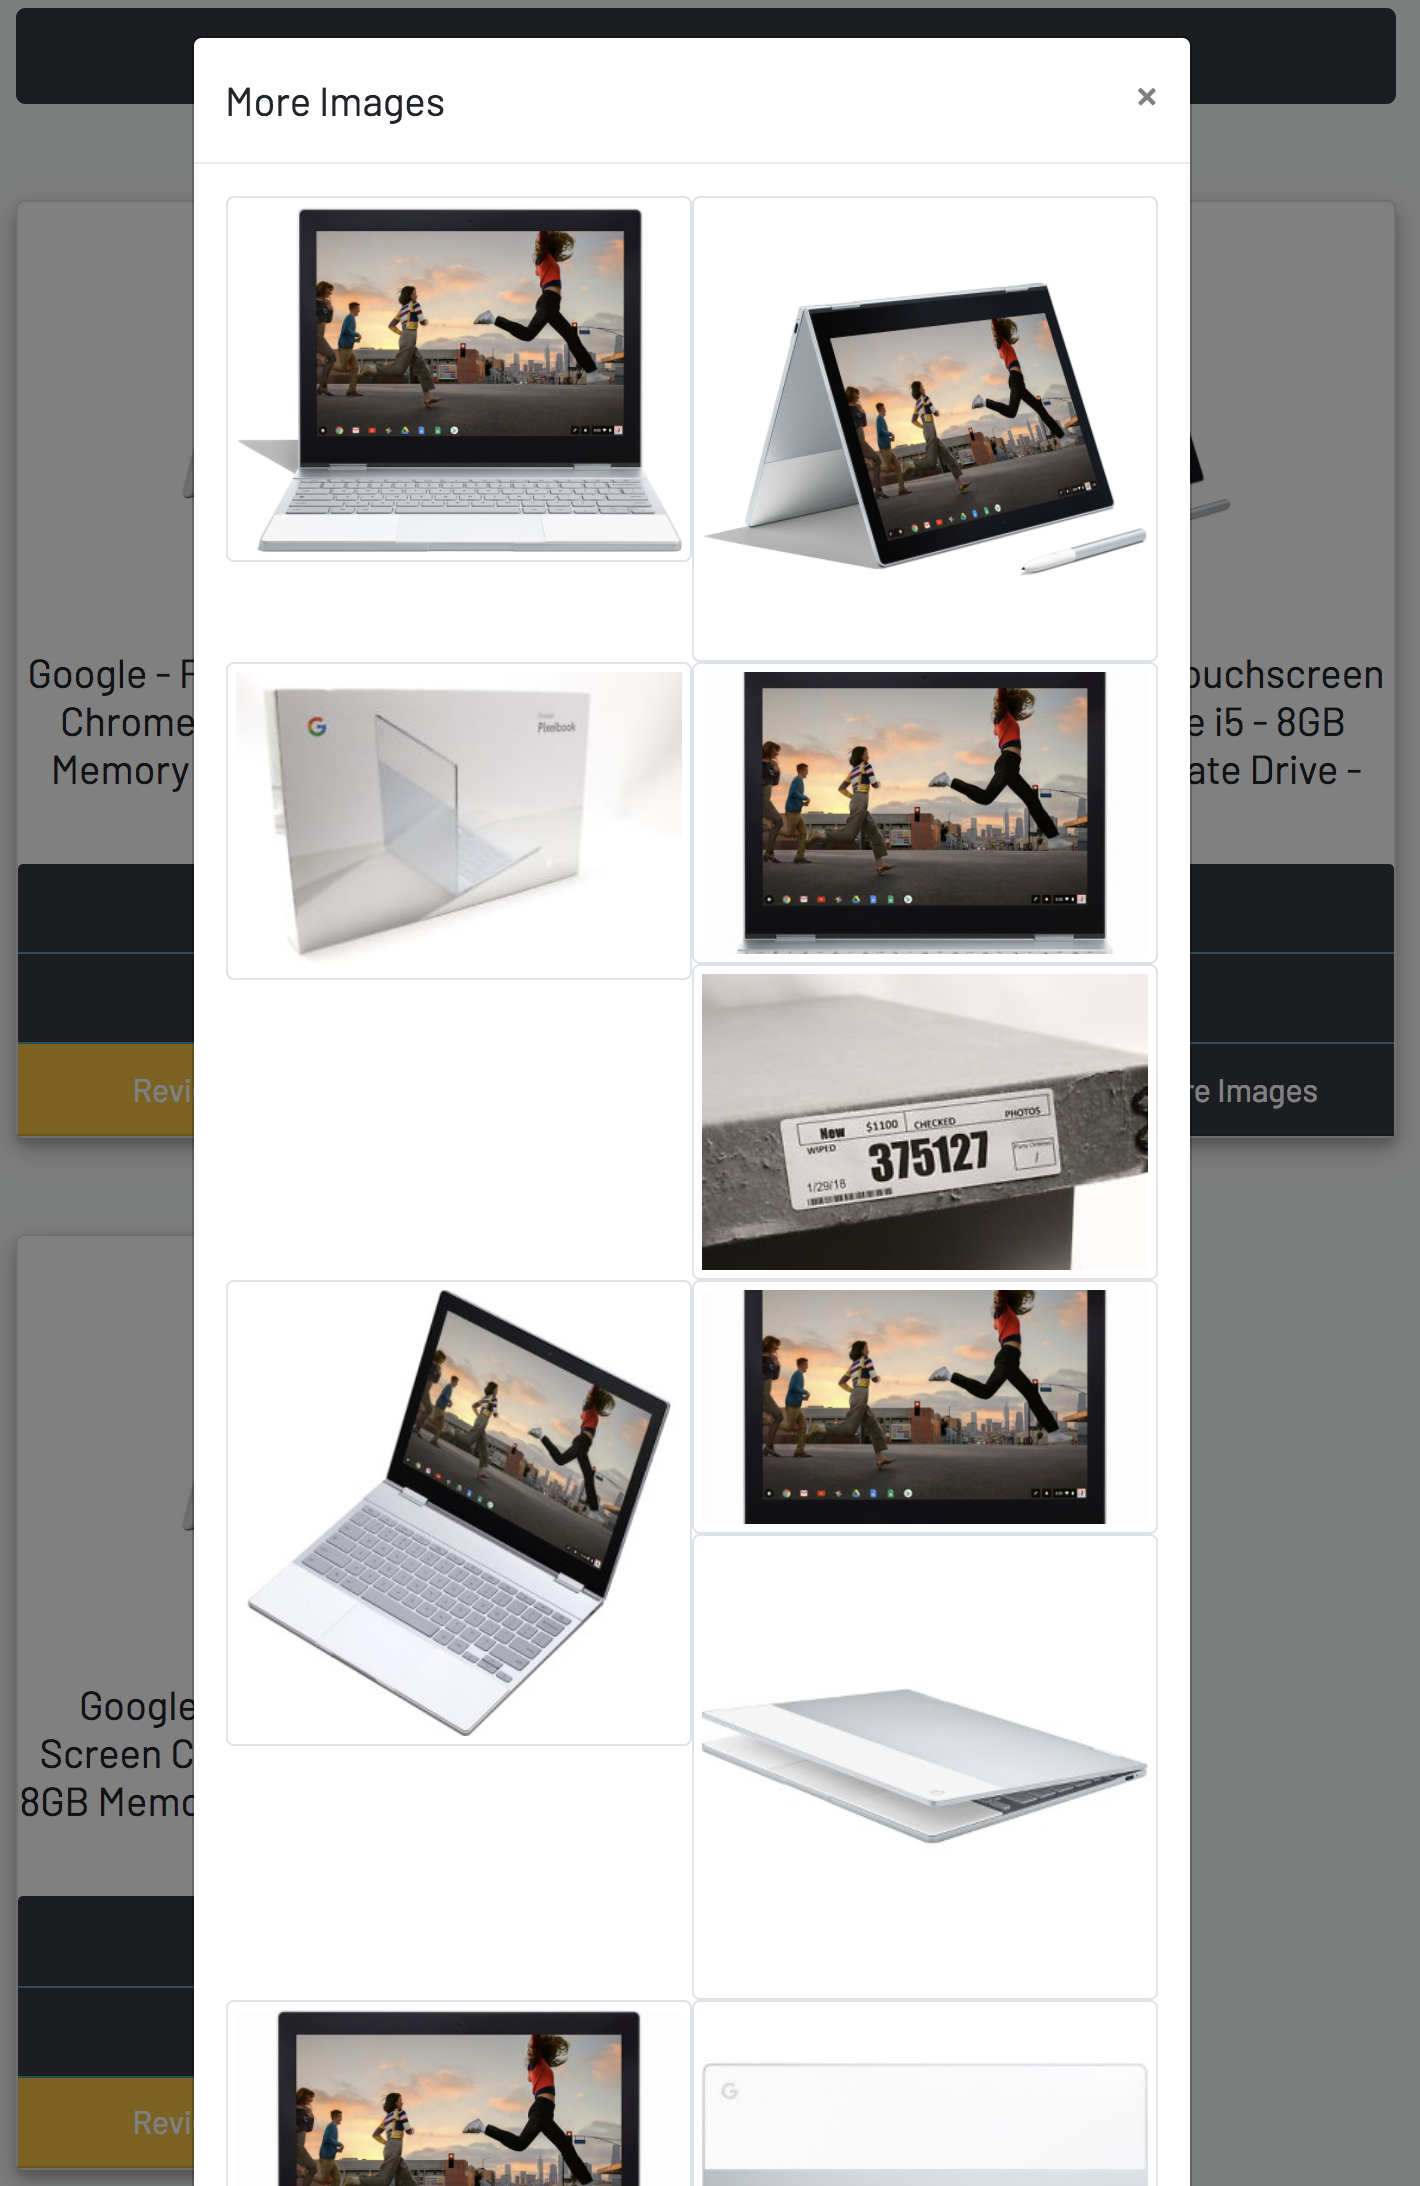 More Images
×
Google
Pixelbook
New $1100 CHECKED PHOTOS
WIPED
375127
1/29/18
Google - F
Chrome
Memory
Revi
ouchscreen
e i5 - 8GB
ate Drive -
re Images
Google
Screen C
8GB Memo
Revi
G